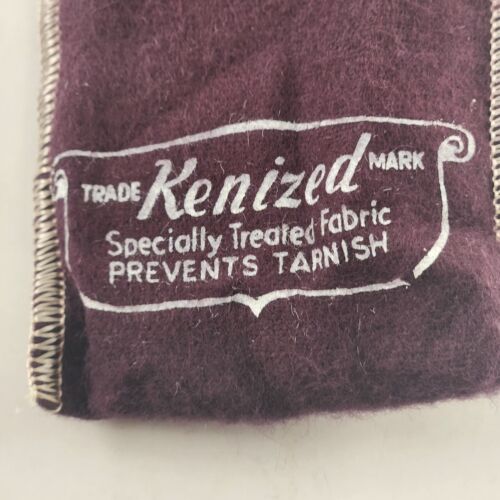 TRADE Kenized MARK
Specially Treated Fabric
PREVENTS TARNISH